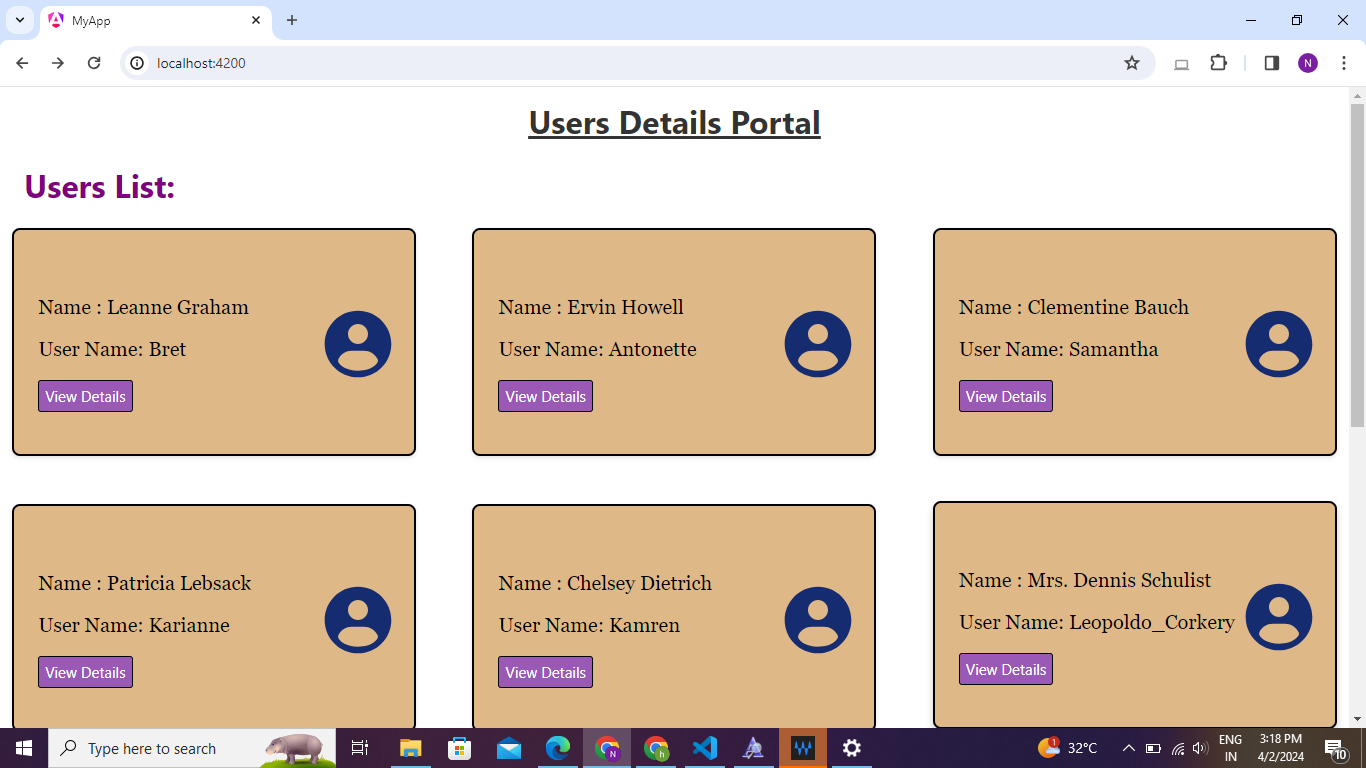 MyApp
localhost:4200
N
Users Details Portal
Users List:
Name : Leanne Graham
User Name: Bret
View Details
Name : Ervin Howell
User Name: Antonette
View Details
Name : Clementine Bauch
User Name: Samantha
View Details
Name : Patricia Lebsack
User Name: Karianne
View Details
Name : Chelsey Dietrich
User Name: Kamren
View Details
Name : Mrs. Dennis Schulist
User Name: Leopoldo_Corkery
View Details
Type here to search
N
h
W
1
32°C
ENG
IN
3:18 PM
4/2/2024
10